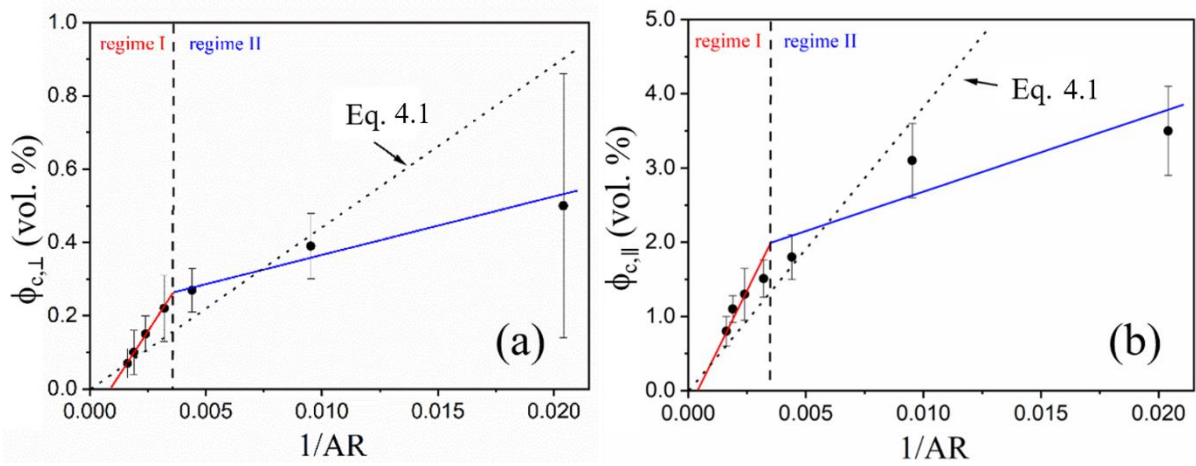 1.0
0.8
0.6
0.4
0.2
0.0
ϕc,⊥ (vol. %)
regime I
regime II
Eq. 4.1
(a)
0.000
0.005
0.010
0.015
0.020
1/AR
5.0
4.0
3.0
2.0
1.0
0.0
ϕc,∥ (vol. %)
regime I
regime II
Eq. 4.1
(b)
0.000
0.005
0.010
0.015
0.020
1/AR